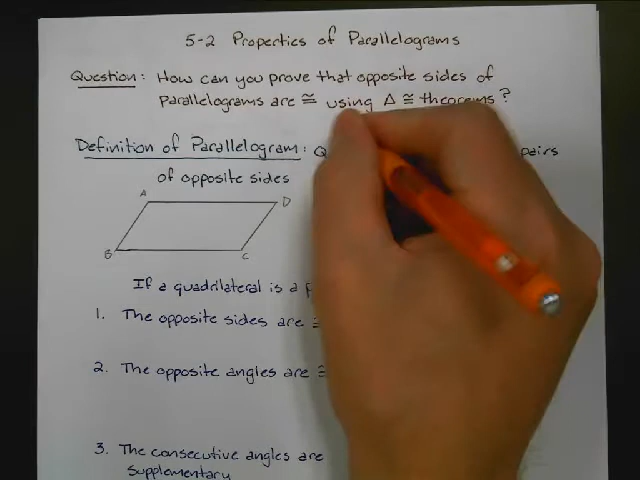 5-2 Properties of Parallelograms
Question: How can you prove that opposite sides of
parallelograms are ≅ using Δ ≅ theorems?
Definition of Parallelogram: Q pairs
of opposite sides
A
D
B
C
If a quadrilateral is a
1. The opposite sides are ≅
2. The opposite angles are ≅
3. The consecutive angles are
supplementary